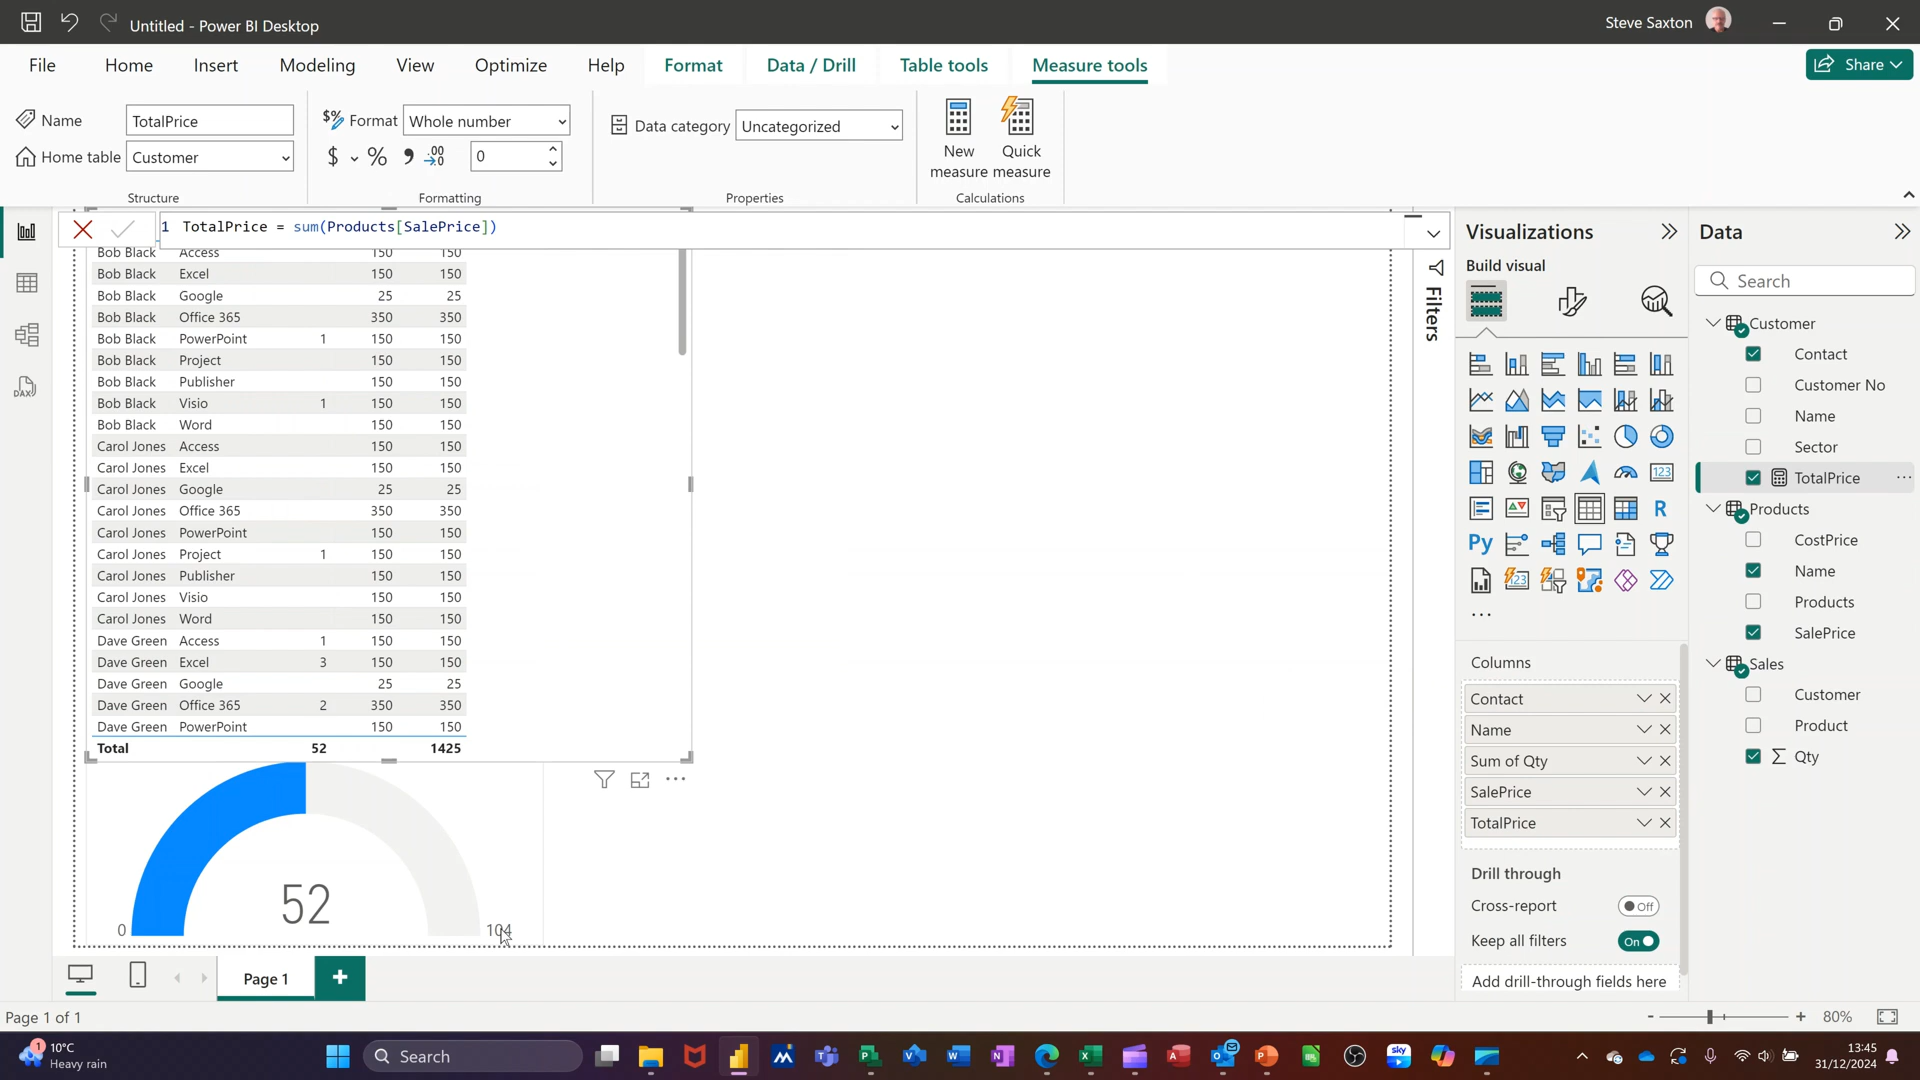 Untitled - Power BI Desktop
Steve Saxton
File Home Insert Modeling View Optimize Help Format Data / Drill Table tools Measure tools
Share
Name TotalPrice
Home table Customer
Structure
Format Whole number
$ % 9 .00 →0 0
Formatting
Data category Uncategorized
Properties
New measure
Quick measure
Calculations
1 TotalPrice = sum(Products[SalePrice])
Bob Black Access 150 150
Bob Black Excel 150 150
Bob Black Google 25 25
Bob Black Office 365 350 350
Bob Black PowerPoint 1 150 150
Bob Black Project 150 150
Bob Black Publisher 150 150
Bob Black Visio 1 150 150
Bob Black Word 150 150
Carol Jones Access 150 150
Carol Jones Excel 150 150
Carol Jones Google 25 25
Carol Jones Office 365 350 350
Carol Jones PowerPoint 150 150
Carol Jones Project 1 150 150
Carol Jones Publisher 150 150
Carol Jones Visio 150 150
Carol Jones Word 150 150
Dave Green Access 1 150 150
Dave Green Excel 3 150 150
Dave Green Google 25 25
Dave Green Office 365 2 350 350
Dave Green PowerPoint 150 150
Total 52 1425
52
0
104
Filters
Visualizations
Build visual
123
R
Py
123
...
Columns
Contact
Name
Sum of Qty
SalePrice
TotalPrice
Drill through
Cross-report Off
Keep all filters On
Add drill-through fields here
Data
Search
Customer
Contact
Customer No
Name
Sector
TotalPrice ...
Products
CostPrice
Name
Products
SalePrice
Sales
Customer
Product
Σ Qty
DAX
Page 1 +
Page 1 of 1
- + 80%
1
10°C
Heavy rain
Search
sky
13:45
31/12/2024